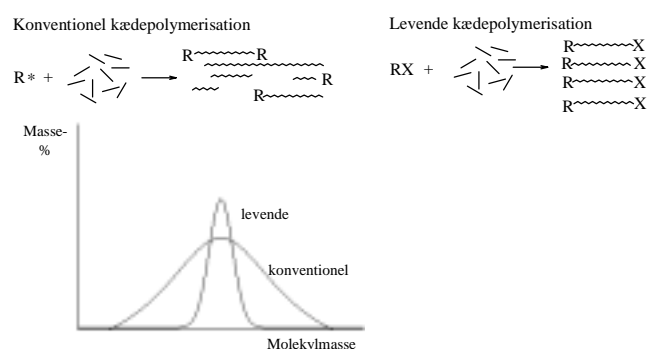 Konventionel kædepolymerisation
R R
R* +
R
R
Levende kædepolymerisation
R X
RX +
R X
R X
R X
Masse-
%
levende
konventionel
Molekylmasse